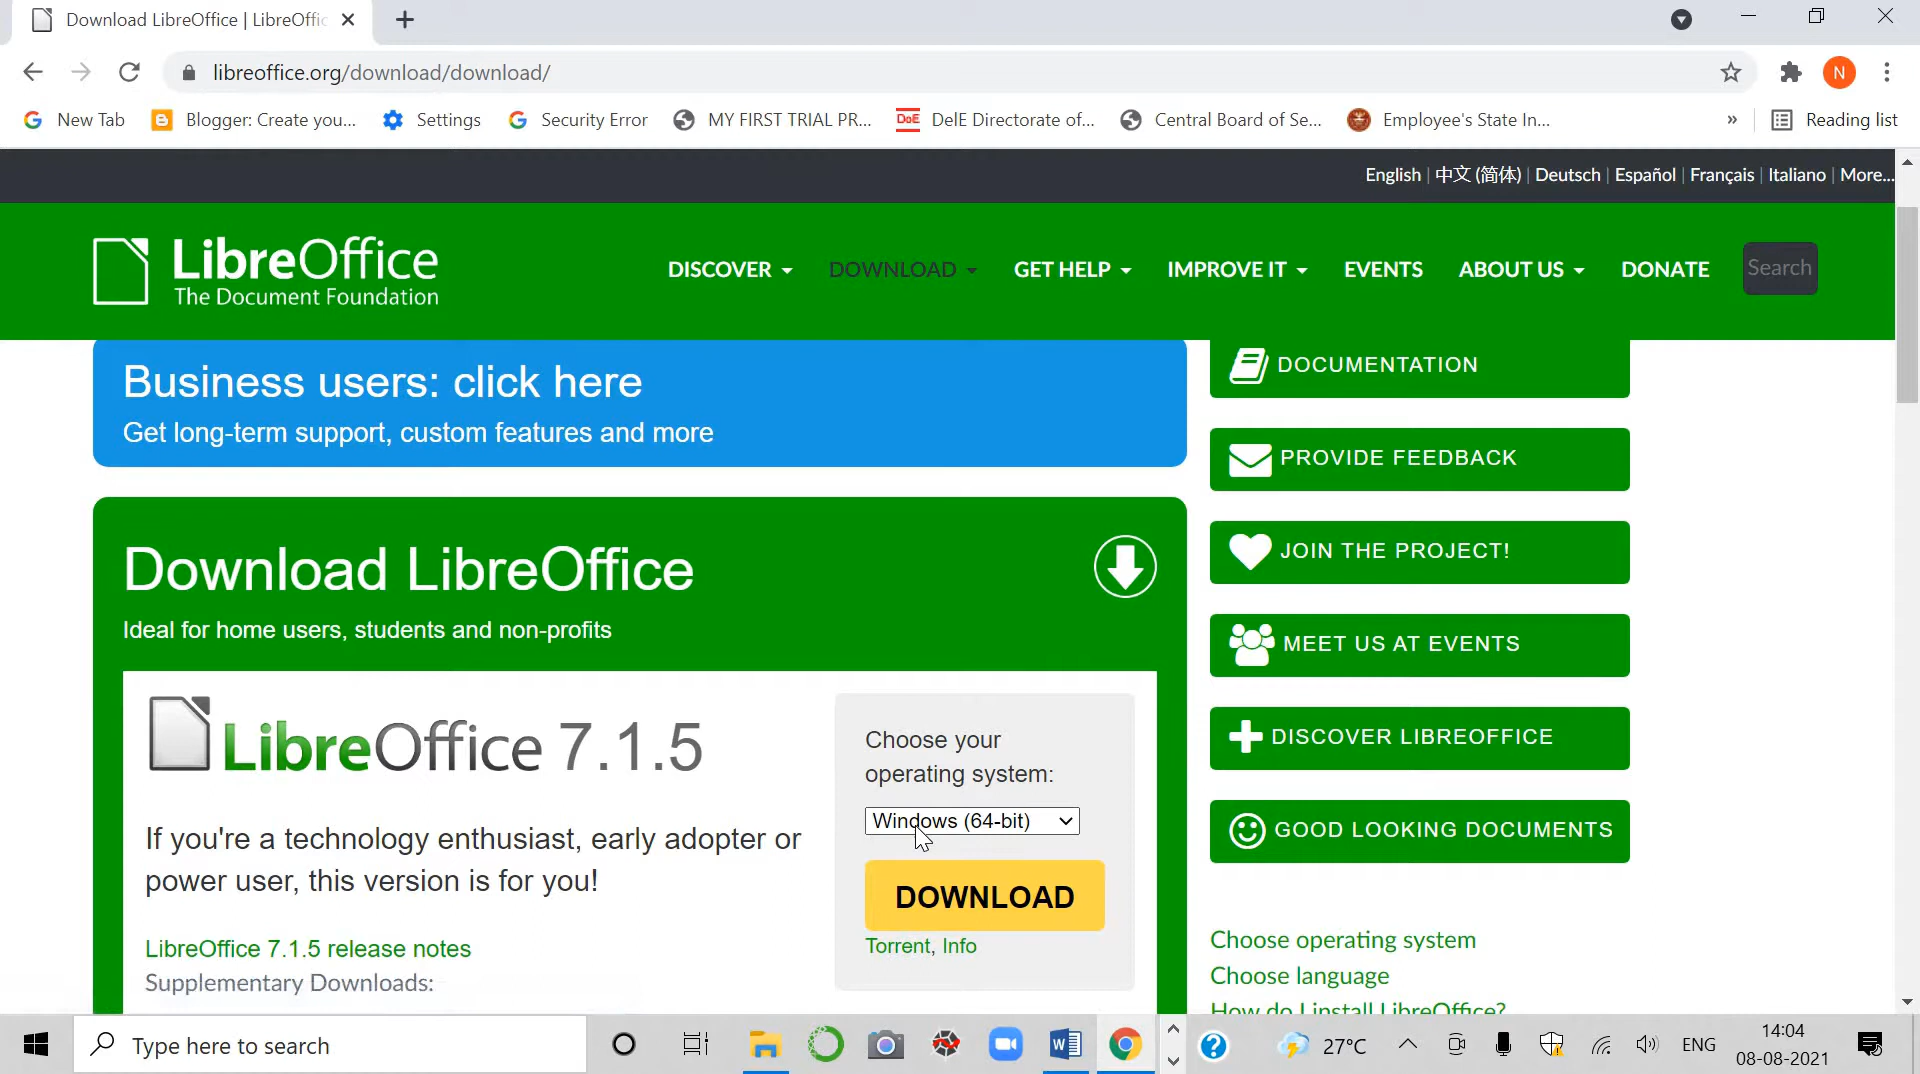 Download LibreOffice | LibreOffic
libreoffice.org/download/download/
N
New Tab
Blogger: Create you...
Settings
Security Error
MY FIRST TRIAL PR...
DoE
DelE Directorate of...
Central Board of Se...
Employee's State In...
»
Reading list
English | 中文 (简体) | Deutsch | Español | Français | Italiano | More...
LibreOffice
The Document Foundation
DISCOVER
DOWNLOAD
GET HELP
IMPROVE IT
EVENTS
ABOUT US
DONATE
Search
Business users: click here
Get long-term support, custom features and more
Download LibreOffice
Ideal for home users, students and non-profits
LibreOffice 7.1.5
If you're a technology enthusiast, early adopter or
power user, this version is for you!
LibreOffice 7.1.5 release notes
Supplementary Downloads:
Choose your
operating system:
Windows (64-bit)
DOWNLOAD
Torrent, Info
DOCUMENTATION
PROVIDE FEEDBACK
JOIN THE PROJECT!
MEET US AT EVENTS
DISCOVER LIBREOFFICE
GOOD LOOKING DOCUMENTS
Choose operating system
Choose language
How do I install LibreOffice?
Type here to search
W
?
27°C
ENG
14:04
08-08-2021